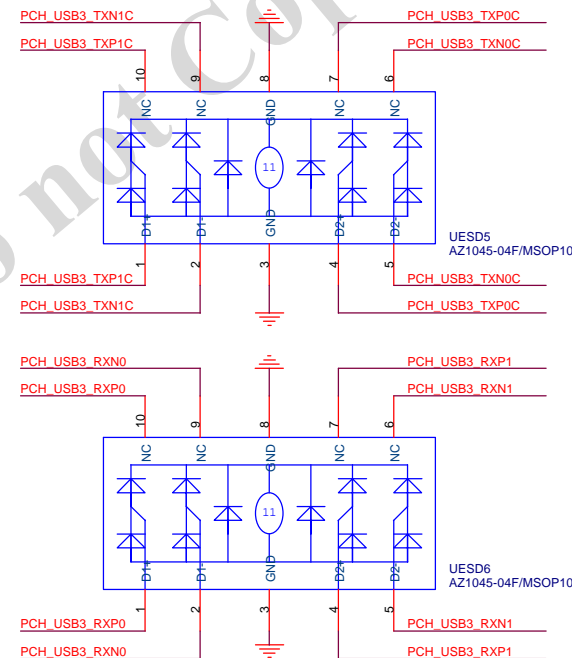 PCH_USB3_TXN1C PCH_USB3_TXP0C
PCH_USB3_TXP1C PCH_USB3_TXN0C
10 9 8 7 6
NC NC GND NC NC
11
D1+ D1- GND D2+ D2-
UESD5
AZ1045-04F/MSOP10
1 2 3 4 5
PCH_USB3_TXP1C PCH_USB3_TXN0C
PCH_USB3_TXN1C PCH_USB3_TXP0C
PCH_USB3_RXN0 PCH_USB3_RXP1
PCH_USB3_RXP0 PCH_USB3_RXN1
10 9 8 7 6
NC NC GND NC NC
11
D1+ D1- GND D2+ D2-
UESD6
AZ1045-04F/MSOP10
1 2 3 4 5
PCH_USB3_RXP0 PCH_USB3_RXN1
PCH_USB3_RXN0 PCH_USB3_RXP1
not Cop